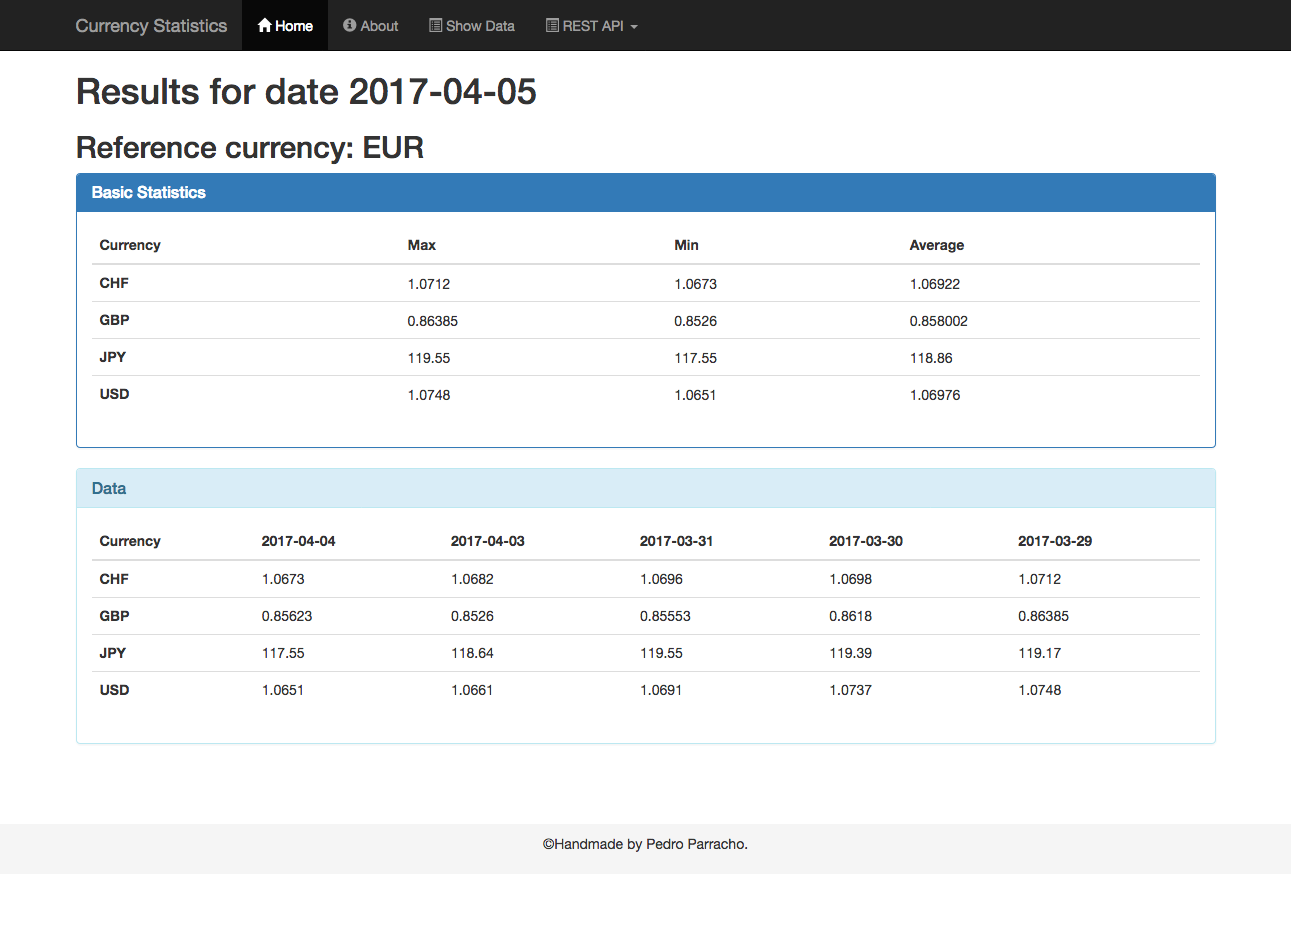 Currency Statistics Home About Show Data REST API
Results for date 2017-04-05
Reference currency: EUR
Basic Statistics
Currency Max Min Average
CHF 1.0712 1.0673 1.06922
GBP 0.86385 0.8526 0.858002
JPY 119.55 117.55 118.86
USD 1.0748 1.0651 1.06976
Data
Currency 2017-04-04 2017-04-03 2017-03-31 2017-03-30 2017-03-29
CHF 1.0673 1.0682 1.0696 1.0698 1.0712
GBP 0.85623 0.8526 0.85553 0.8618 0.86385
JPY 117.55 118.64 119.55 119.39 119.17
USD 1.0651 1.0661 1.0691 1.0737 1.0748
©Handmade by Pedro Parracho.